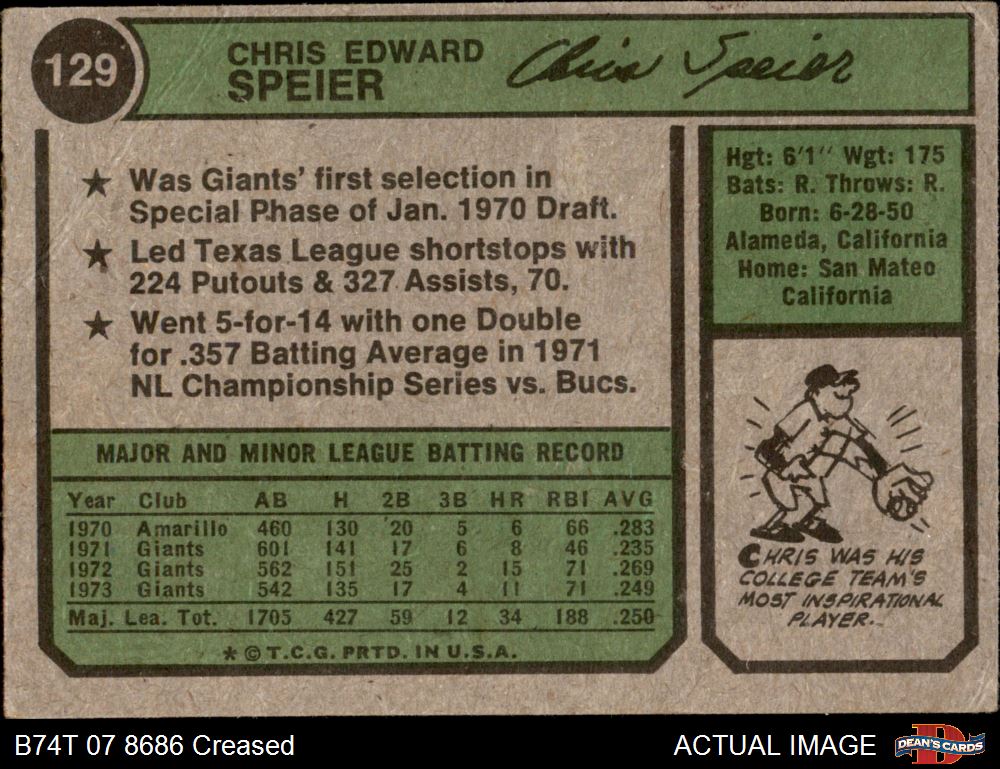 129
CHRIS EDWARD
SPEIER
Chris Speier
★ Was Giants' first selection in
Special Phase of Jan. 1970 Draft.
★ Led Texas League shortstops with
224 Putouts & 327 Assists, 70.
★ Went 5-for-14 with one Double
for .357 Batting Average in 1971
NL Championship Series vs. Bucs.
Hgt: 6'1" Wgt: 175
Bats: R. Throws: R.
Born: 6-28-50
Alameda, California
Home: San Mateo
California
MAJOR AND MINOR LEAGUE BATTING RECORD
Year Club AB H 2B 3B HR RBI AVG
1970 Amarillo 460 130 20 5 6 66 .283
1971 Giants 601 141 17 6 8 46 .235
1972 Giants 562 151 25 2 15 71 .269
1973 Giants 542 135 17 4 11 71 .249
Maj. Lea. Tot. 1705 427 59 12 34 188 .250
* © T.C.G. PRTD. IN U.S.A.
CHRIS WAS HIS
COLLEGE TEAM'S
MOST INSPIRATIONAL
PLAYER.
B74T 07 8686 Creased
ACTUAL IMAGE
DEAN'S CARDS